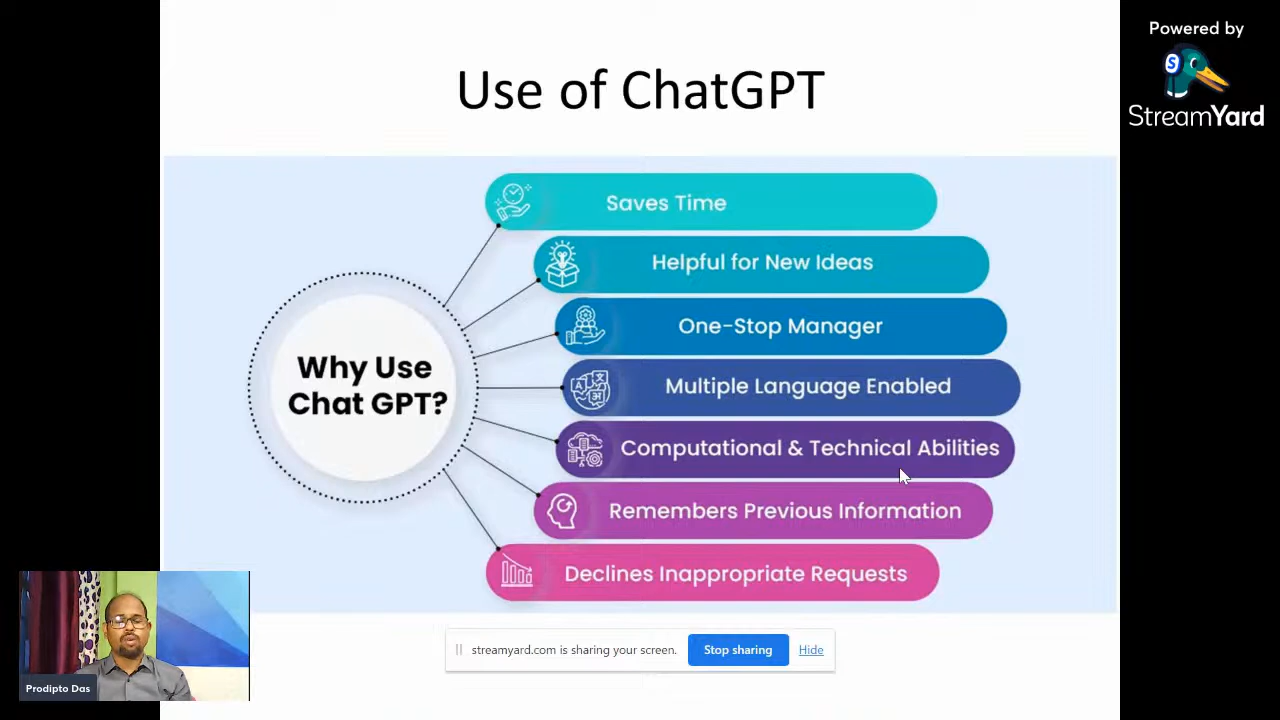 Powered by
StreamYard
Use of ChatGPT
Why Use
Chat GPT?
Saves Time
Helpful for New Ideas
One-Stop Manager
Multiple Language Enabled
Computational & Technical Abilities
Remembers Previous Information
Declines Inappropriate Requests
streamyard.com is sharing your screen.
Stop sharing
Hide
Prodipto Das